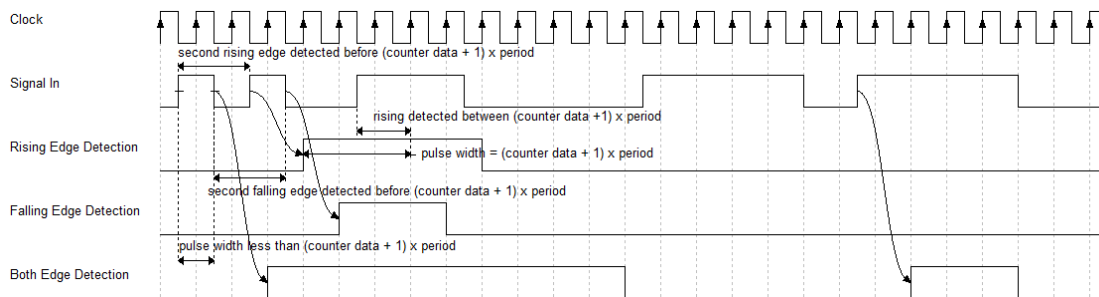 Clock
second rising edge detected before (counter data + 1) x period
Signal In
rising detected between (counter data +1) x period
Rising Edge Detection
pulse width = (counter data + 1) x period
second falling edge detected before (counter data + 1) x period
Falling Edge Detection
pulse width less than (counter data + 1) x period
Both Edge Detection